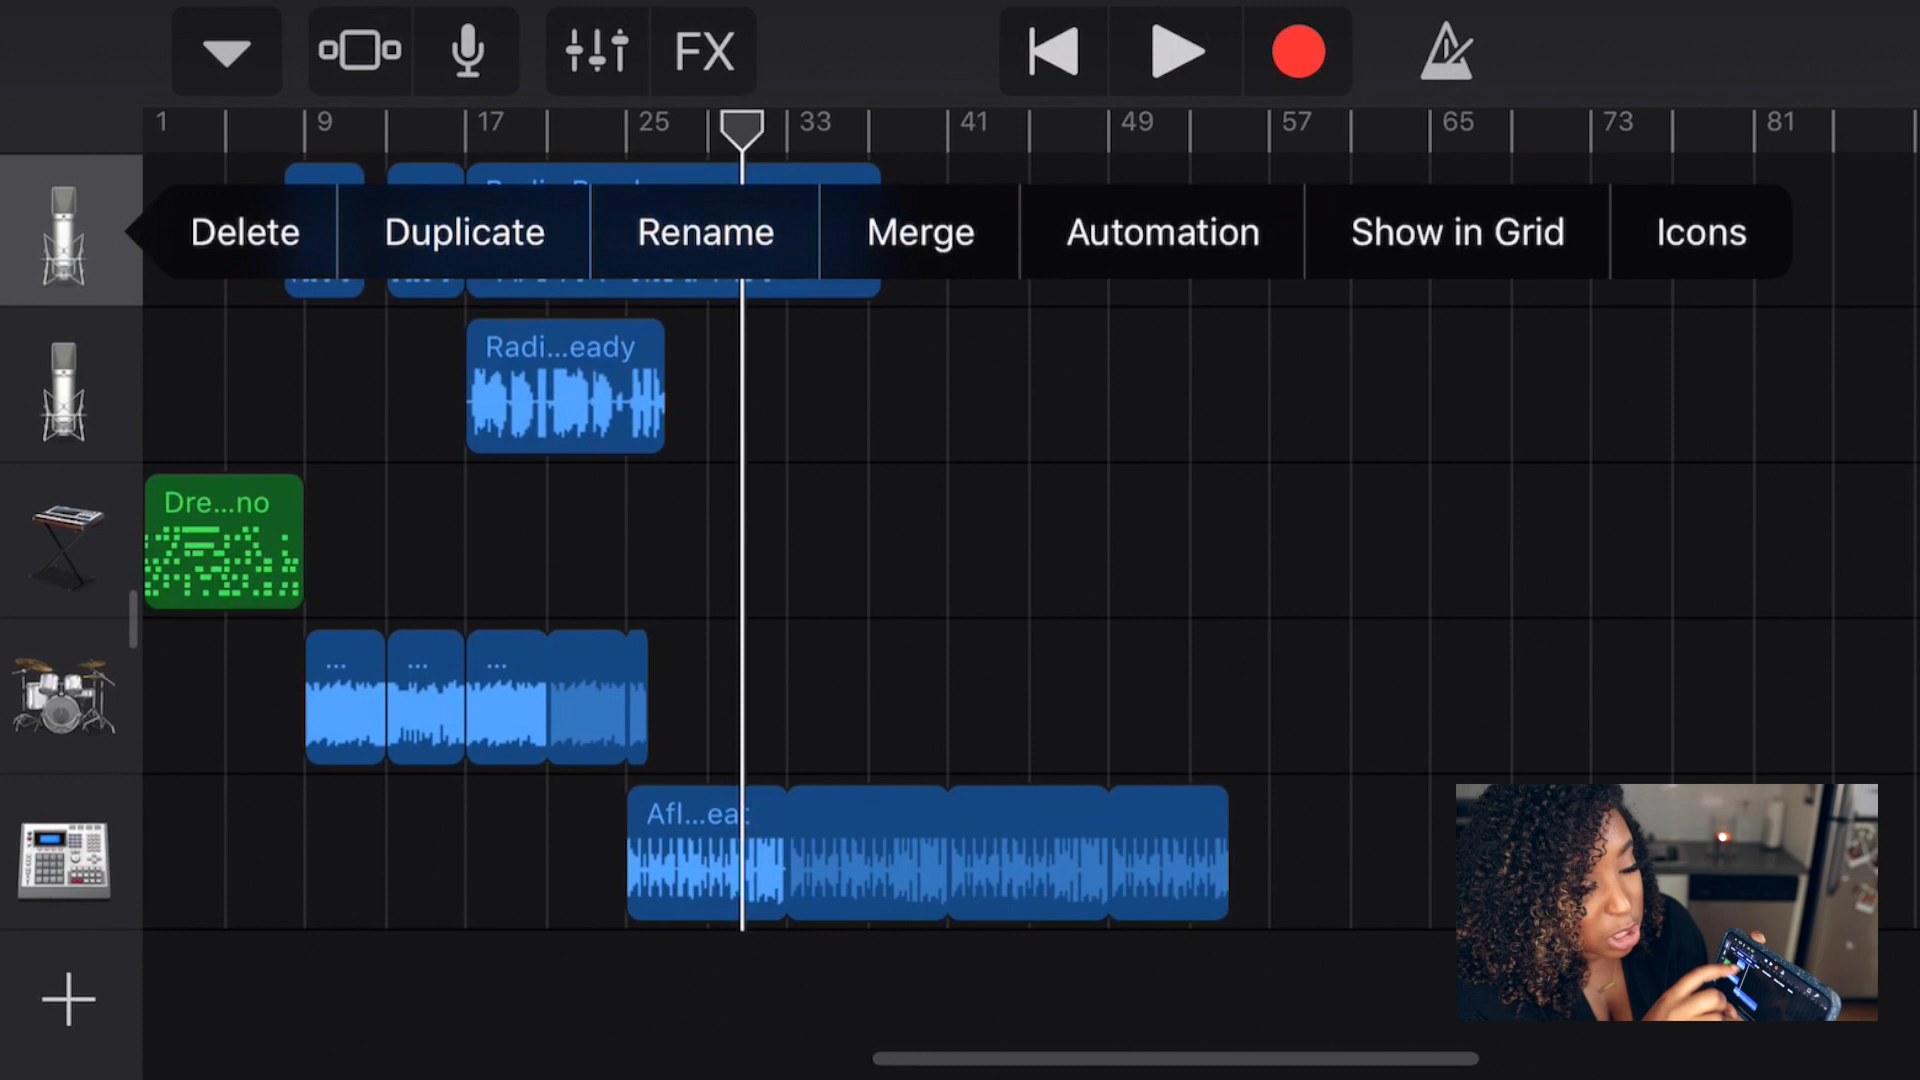 FX
1 9 17 25 33 41 49 57 65 73 81
Delete Duplicate Rename Merge Automation Show in Grid Icons
Radi...eady
Dre...no
... ... ...
Afl...eat